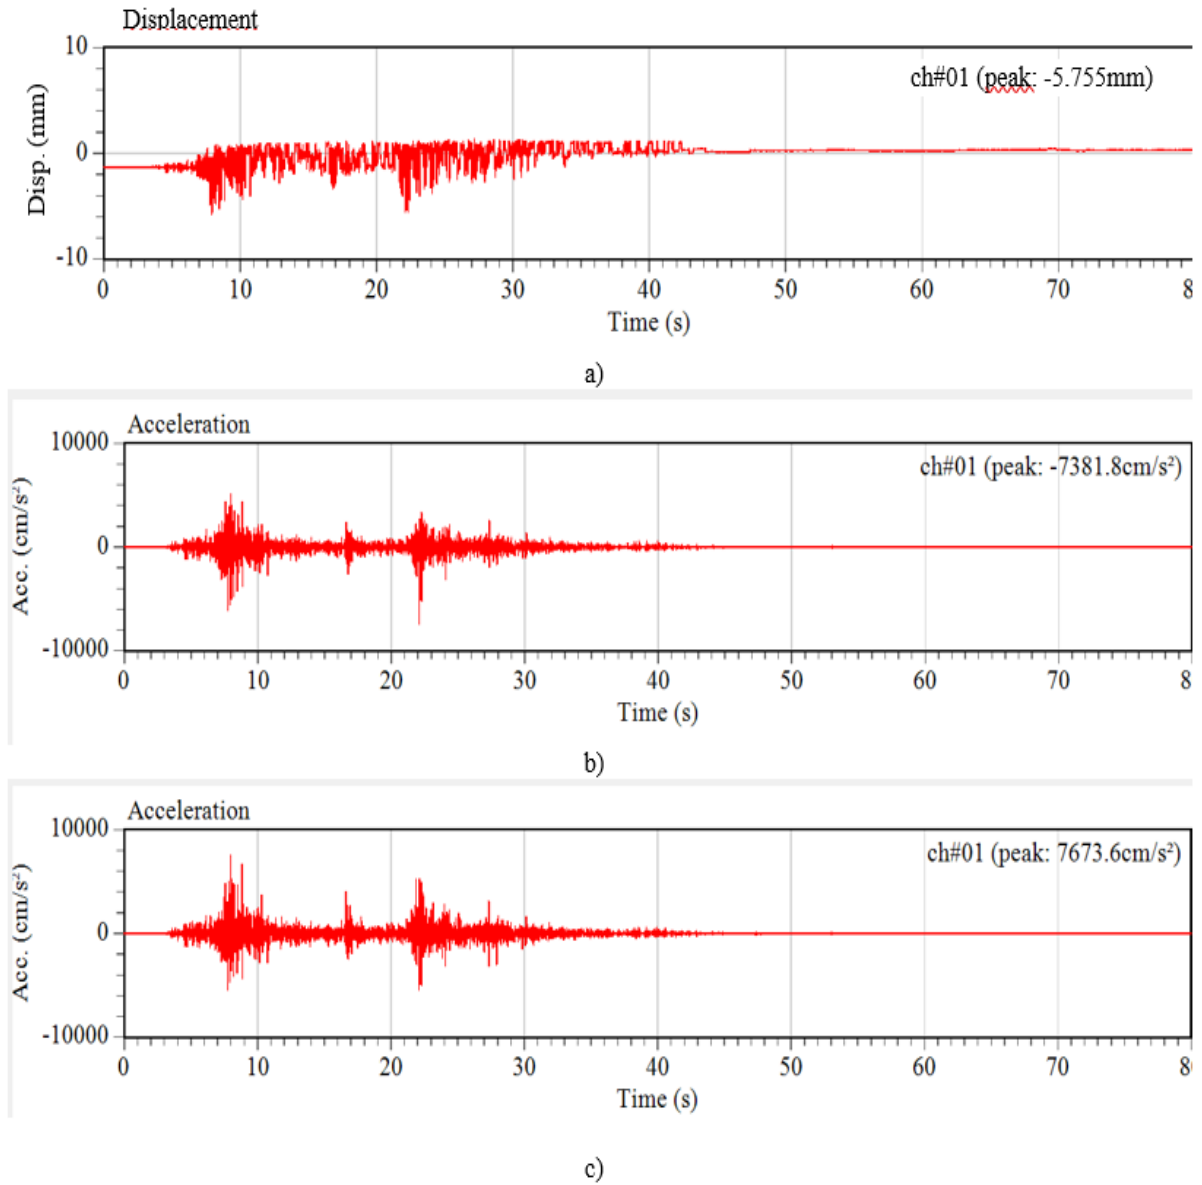 Displacement
10
ch#01 (peak: -5.755mm)
Disp. (mm)
0
-10
0 10 20 30 40 50 60 70 8
Time (s)
a)
Acceleration
10000
ch#01 (peak: -7381.8cm/s²)
Acc. (cm/s²)
0
-10000
0 10 20 30 40 50 60 70 8
Time (s)
b)
Acceleration
10000
ch#01 (peak: 7673.6cm/s²)
Acc. (cm/s²)
0
-10000
0 10 20 30 40 50 60 70 8
Time (s)
c)